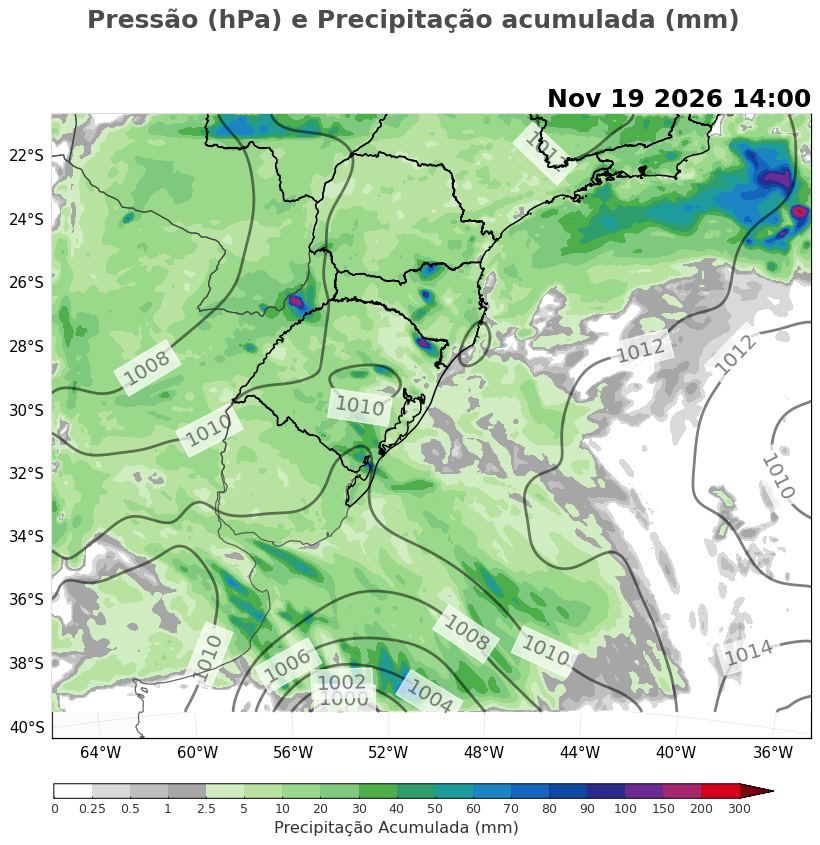 Pressão (hPa) e Precipitação acumulada (mm)
Nov 19 2026 14:00
22°S
24°S
26°S
28°S
30°S
32°S
34°S
36°S
38°S
40°S
1012
1012
1012
1008
1010
1010
1010
1010
1008
1010
1006
1004
1002
1000
1014
64°W 60°W 56°W 52°W 48°W 44°W 40°W 36°W
0 0.25 0.5 1 2.5 5 10 20 30 40 50 60 70 80 90 100 150 200 300
Precipitação Acumulada (mm)